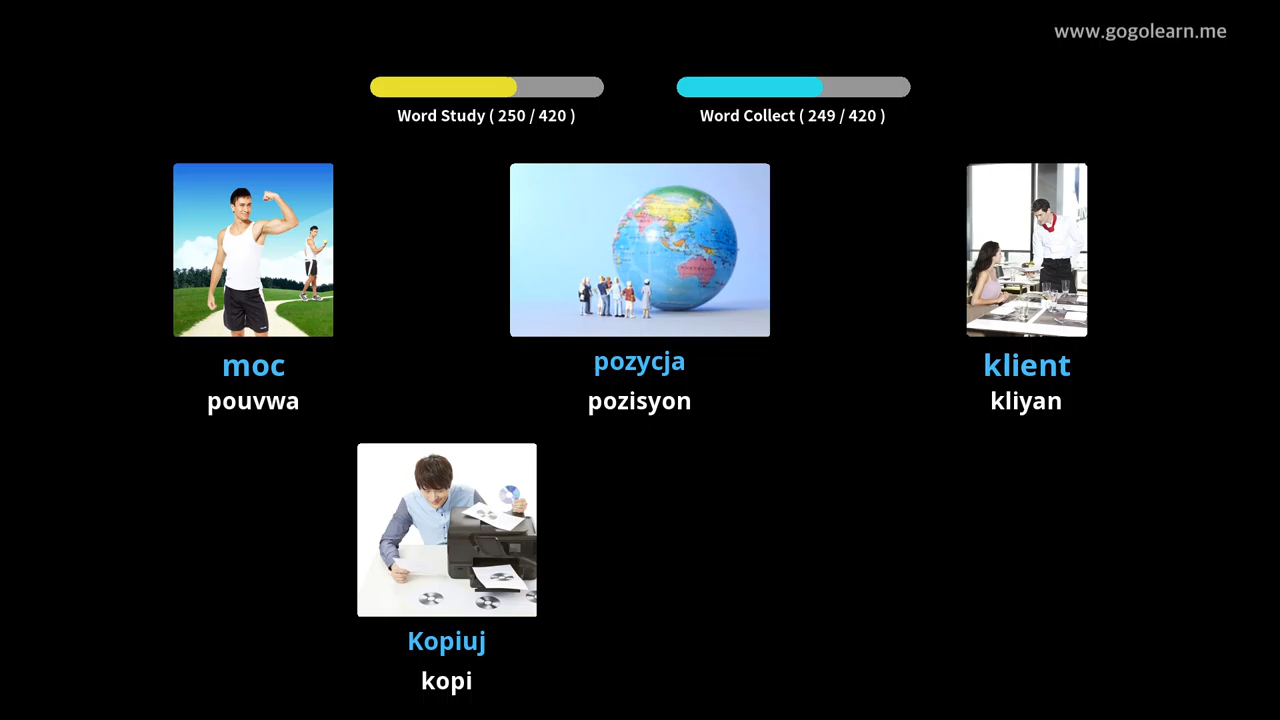 www.gogolearn.me
Word Study ( 250 / 420 )
Word Collect ( 249 / 420 )
moc
pouvwa
pozycja
pozisyon
klient
kliyan
Kopiuj
kopi